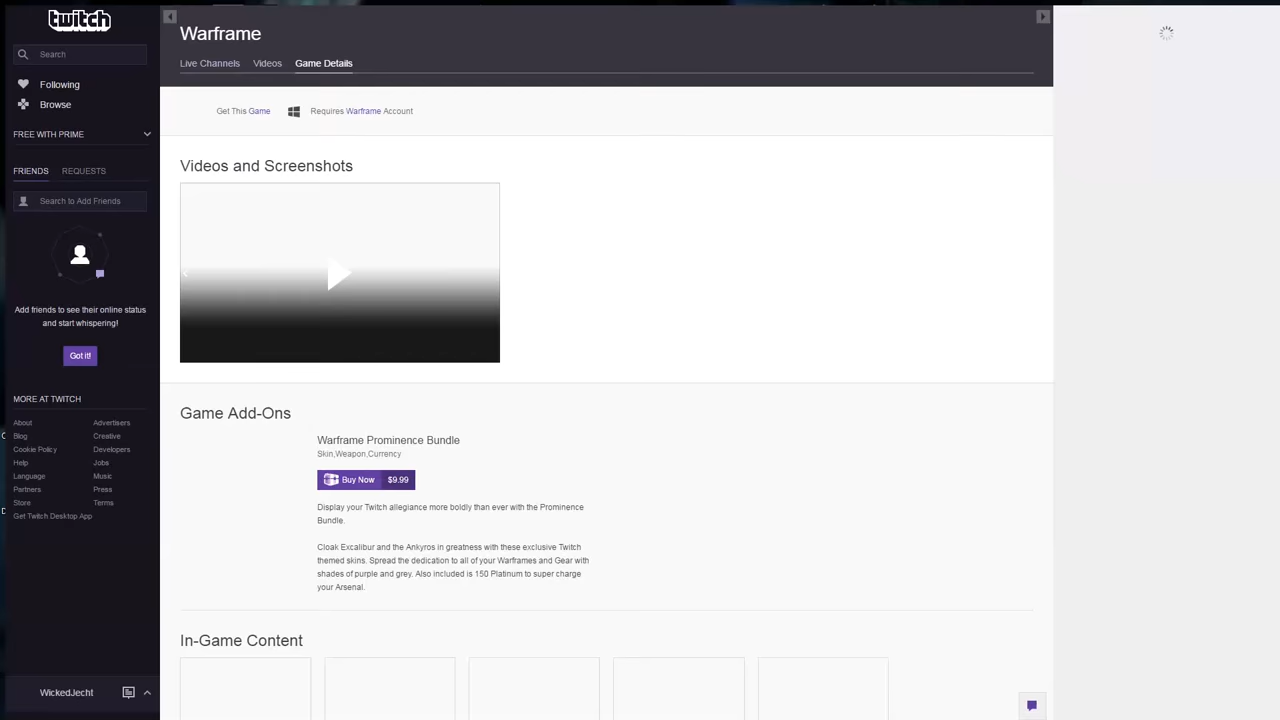 twitch
Search
Following
Browse
FREE WITH PRIME
FRIENDS REQUESTS
Search to Add Friends
Add friends to see their online status
and start whispering!
Got it!
MORE AT TWITCH
About Advertisers
Blog Creative
Cookie Policy Developers
Help Jobs
Language Music
Partners Press
Store Terms
Get Twitch Desktop App
WickedJecht
Warframe
Live Channels Videos Game Details
Get This Game Requires Warframe Account
Videos and Screenshots
Game Add-Ons
Warframe Prominence Bundle
Skin,Weapon,Currency
Buy Now $9.99
Display your Twitch allegiance more boldly than ever with the Prominence
Bundle.
Cloak Excalibur and the Ankyros in greatness with these exclusive Twitch
themed skins. Spread the dedication to all of your Warframes and Gear with
shades of purple and grey. Also included is 150 Platinum to super charge
your Arsenal.
In-Game Content